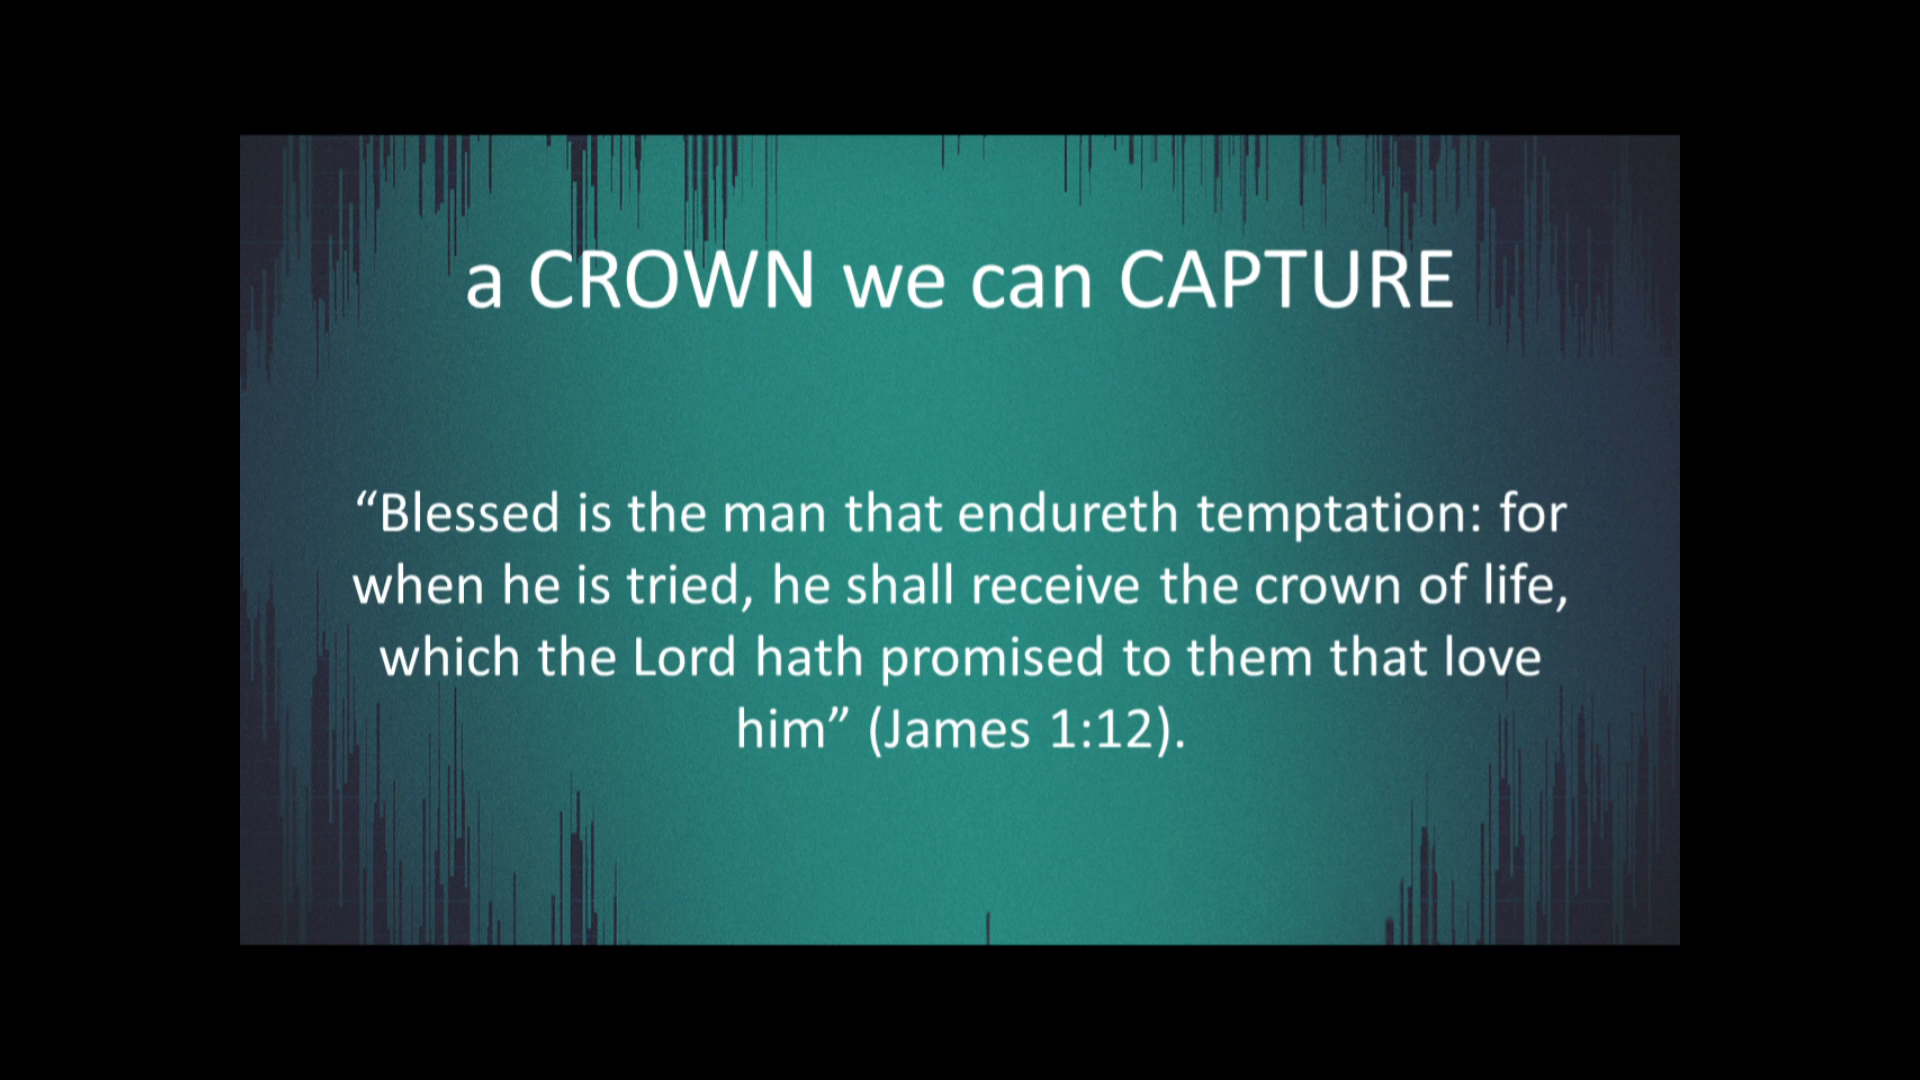 a CROWN we can CAPTURE
“Blessed is the man that endureth temptation: for
when he is tried, he shall receive the crown of life,
which the Lord hath promised to them that love
him” (James 1:12).